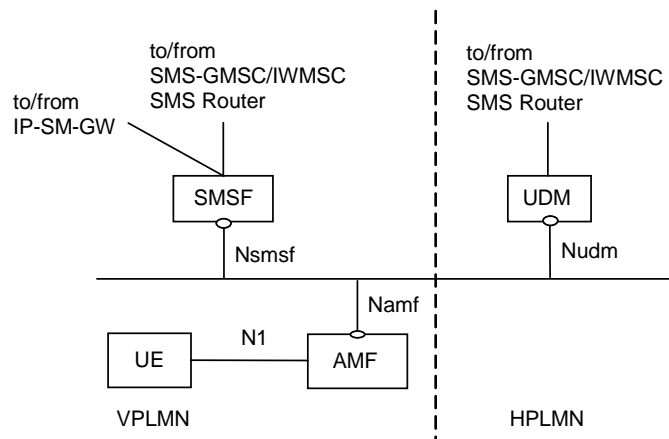 to/from
SMS-GMSC/IWMSC
SMS Router
to/from
SMS-GMSC/IWMSC
SMS Router
to/from
IP-SM-GW
SMSF
UDM
Nsmsf
Nudm
Namf
N1
UE
AMF
VPLMN
HPLMN